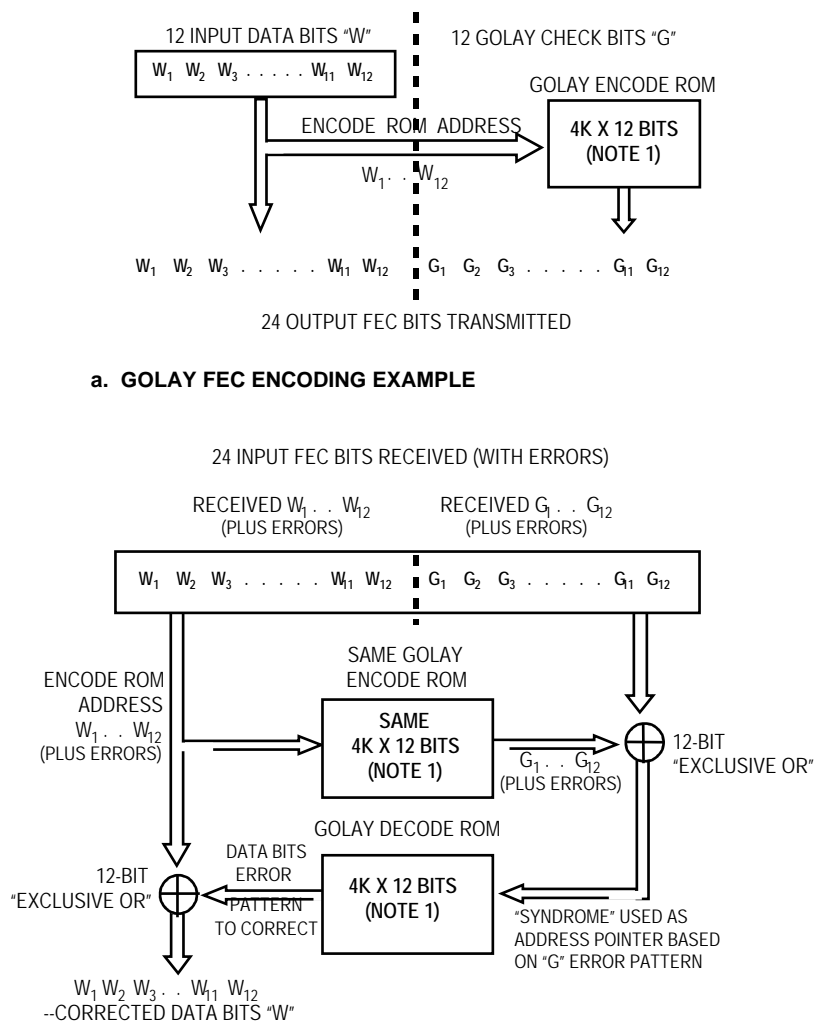 12 INPUT DATA BITS "W"
12 GOLAY CHECK BITS "G"
W1 W2 W3 . . . . . W11 W12
GOLAY ENCODE ROM
ENCODE ROM ADDRESS
4K X 12 BITS
(NOTE 1)
W1 . . W12
W1 W2 W3 . . . . . W11 W12 G1 G2 G3 . . . . . G11 G12
24 OUTPUT FEC BITS TRANSMITTED
a. GOLAY FEC ENCODING EXAMPLE
24 INPUT FEC BITS RECEIVED (WITH ERRORS)
RECEIVED W1 . . W12
(PLUS ERRORS)
RECEIVED G1 . . G12
(PLUS ERRORS)
W1 W2 W3 . . . . . W11 W12 G1 G2 G3 . . . . . G11 G12
SAME GOLAY
ENCODE ROM
ENCODE ROM
ADDRESS
W1 . . W12
(PLUS ERRORS)
SAME
4K X 12 BITS
(NOTE 1)
G1 . . G12
(PLUS ERRORS)
12-BIT
"EXCLUSIVE OR"
GOLAY DECODE ROM
DATA BITS
ERROR
PATTERN
TO CORRECT
12-BIT
"EXCLUSIVE OR"
4K X 12 BITS
(NOTE 1)
"SYNDROME" USED AS
ADDRESS POINTER BASED
ON "G" ERROR PATTERN
W1 W2 W3 . . W11 W12
--CORRECTED DATA BITS "W"